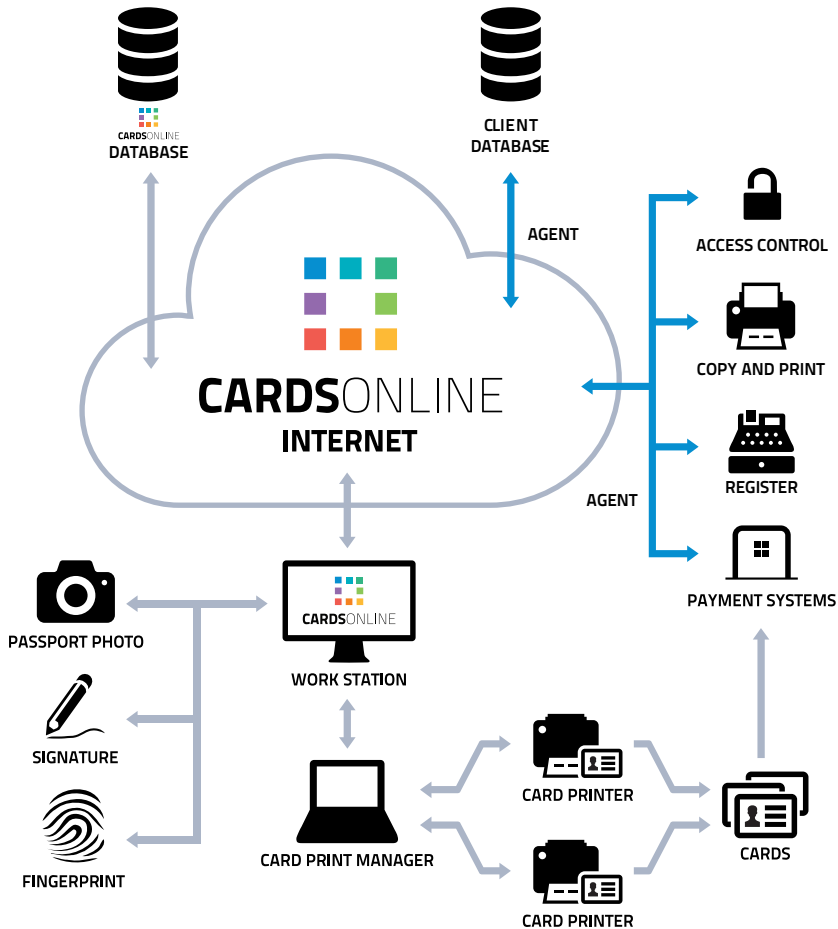 CARDSONLINE
DATABASE
CLIENT
DATABASE
AGENT
ACCESS CONTROL
COPY AND PRINT
CARDSONLINE
INTERNET
REGISTER
AGENT
CARDSONLINE
PASSPORT PHOTO
PAYMENT SYSTEMS
WORK STATION
SIGNATURE
CARD PRINTER
CARD PRINT MANAGER
CARDS
FINGERPRINT
CARD PRINTER